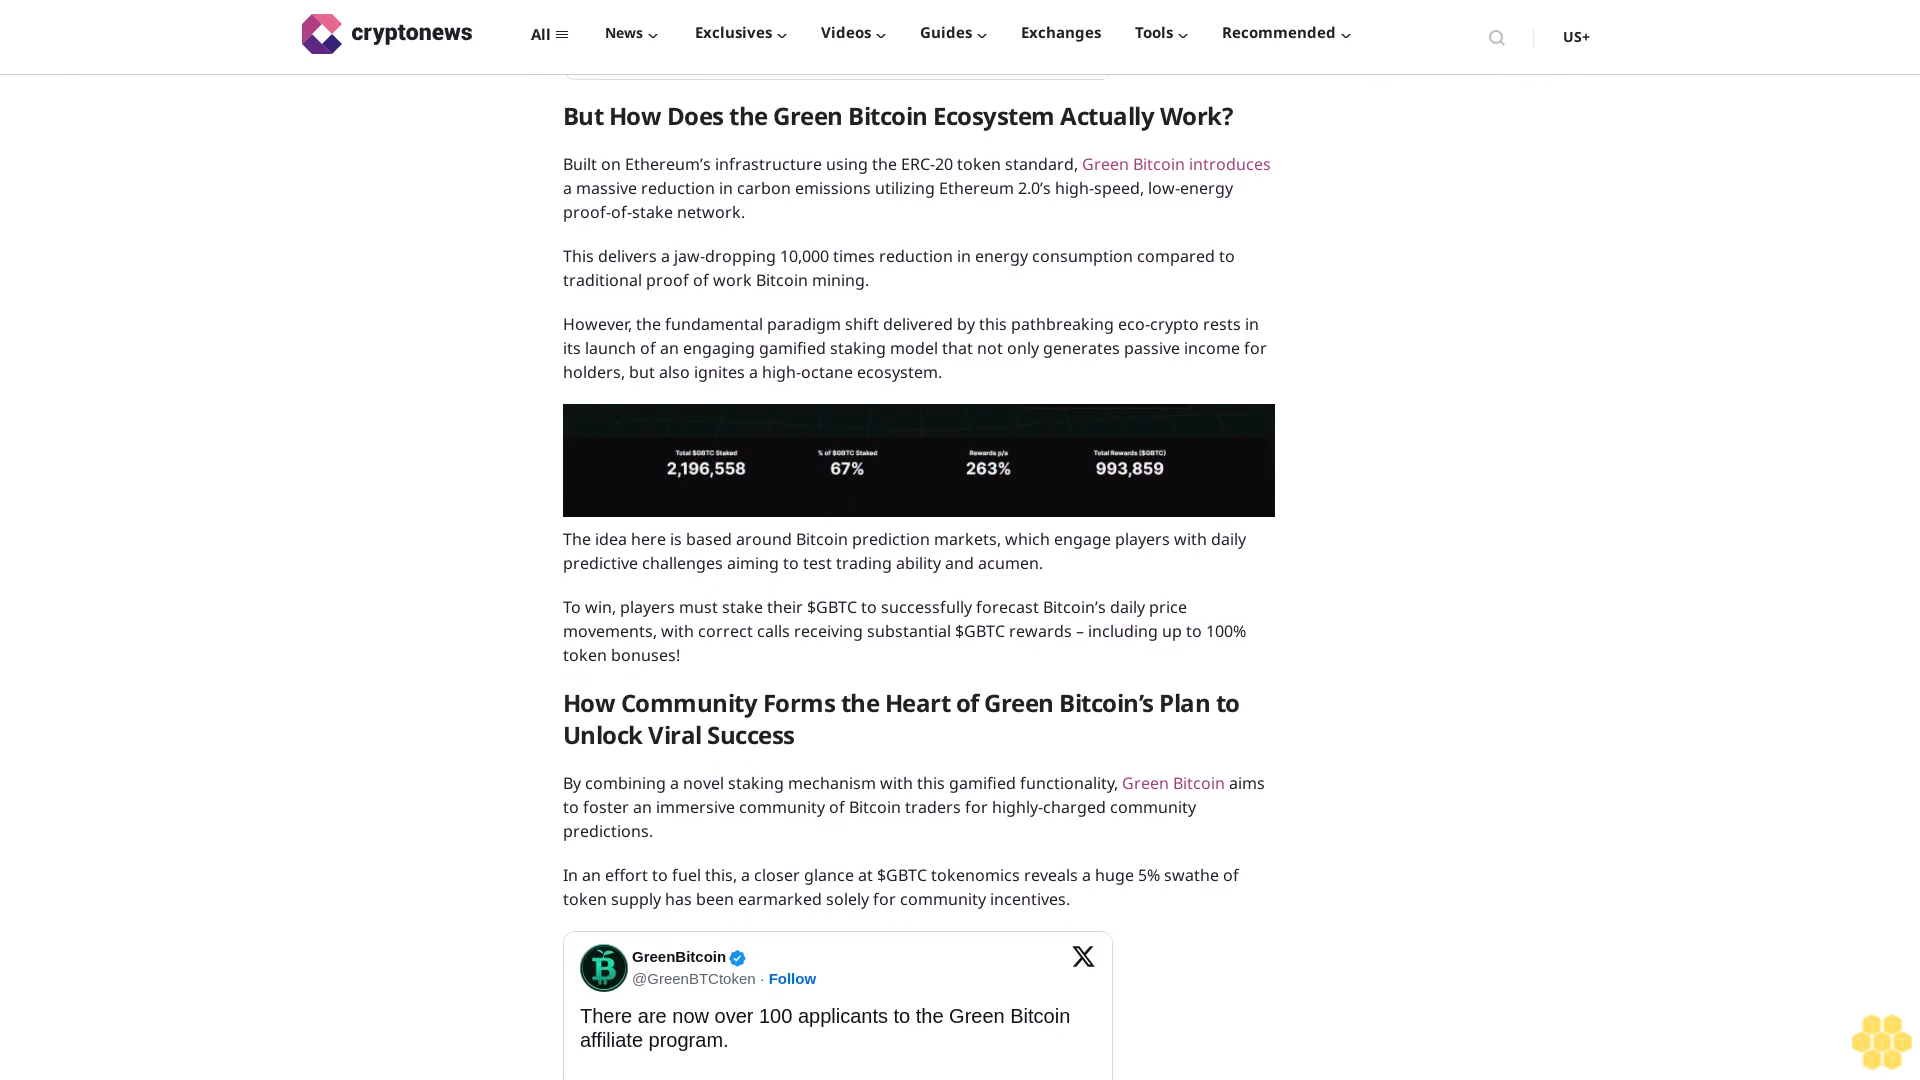 cryptonews
All
News
Exclusives
Videos
Guides
Exchanges
Tools
Recommended
US+
But How Does the Green Bitcoin Ecosystem Actually Work?
Built on Ethereum’s infrastructure using the ERC-20 token standard, Green Bitcoin introduces
a massive reduction in carbon emissions utilizing Ethereum 2.0’s high-speed, low-energy
proof-of-stake network.
This delivers a jaw-dropping 10,000 times reduction in energy consumption compared to
traditional proof of work Bitcoin mining.
However, the fundamental paradigm shift delivered by this pathbreaking eco-crypto rests in
its launch of an engaging gamified staking model that not only generates passive income for
holders, but also ignites a high-octane ecosystem.
Total $GBTC Staked
2,196,558
% of $GBTC Staked
67%
Rewards p/a
263%
Total Rewards ($GBTC)
993,859
The idea here is based around Bitcoin prediction markets, which engage players with daily
predictive challenges aiming to test trading ability and acumen.
To win, players must stake their $GBTC to successfully forecast Bitcoin’s daily price
movements, with correct calls receiving substantial $GBTC rewards – including up to 100%
token bonuses!
How Community Forms the Heart of Green Bitcoin’s Plan to
Unlock Viral Success
By combining a novel staking mechanism with this gamified functionality, Green Bitcoin aims
to foster an immersive community of Bitcoin traders for highly-charged community
predictions.
In an effort to fuel this, a closer glance at $GBTC tokenomics reveals a huge 5% swathe of
token supply has been earmarked solely for community incentives.
GreenBitcoin
@GreenBTCtoken · Follow
There are now over 100 applicants to the Green Bitcoin
affiliate program.